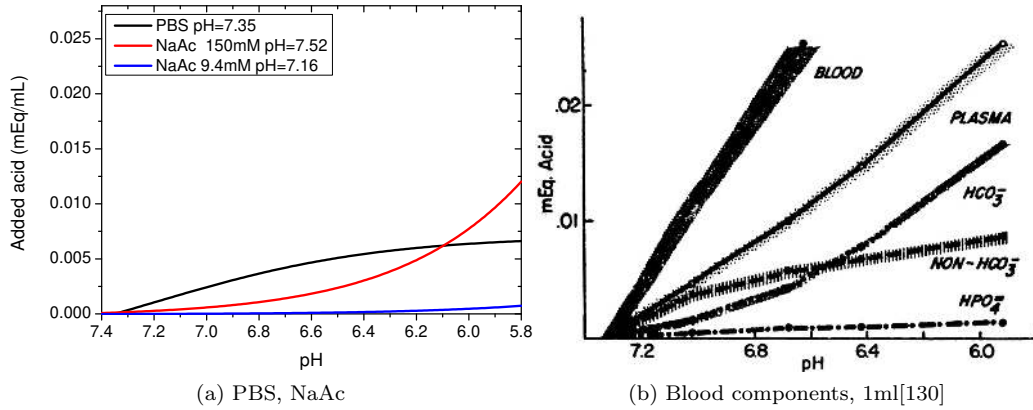 PBS pH=7.35
NaAc 150mM pH=7.52
NaAc 9.4mM pH=7.16
Added acid (mEq/mL)
0.025
0.020
0.015
0.010
0.005
0.000
7.4 7.2 7.0 6.8 6.6 6.4 6.2 6.0 5.8
pH
(a) PBS, NaAc
BLOOD
PLASMA
HCO3−
NON-HCO3−
HPO4=
mEq. Acid
.02
.01
7.2 6.8 6.4 6.0
pH
(b) Blood components, 1ml[130]